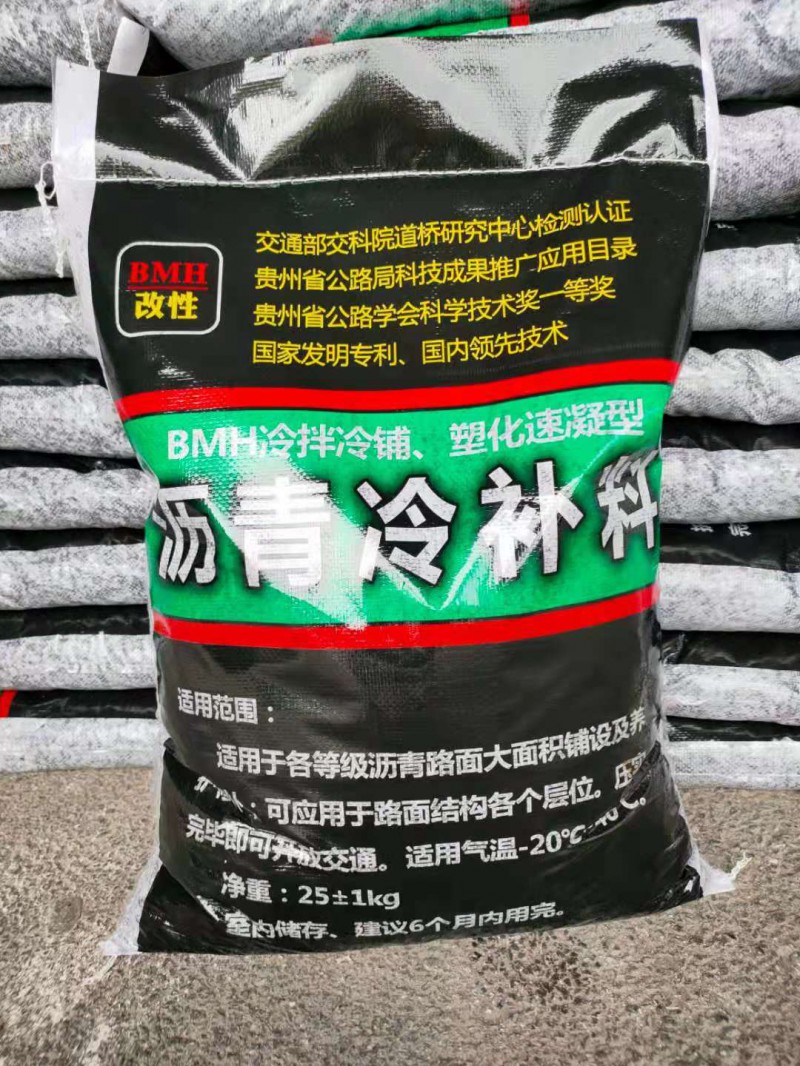 BMH
改性
交通部交科院道桥研究中心检测认证
贵州省公路局科技成果推广应用目录
贵州省公路学会科学技术奖一等奖
国家发明专利、国内领先技术
BMH冷拌冷铺、塑化速凝型
沥青冷补料
适用范围：
适用于各等级沥青路面大面积铺设及养
：可应用于路面结构各个层位。压实
完毕即可开放交通。适用气温-20℃-40℃。
净重：25±1kg
室内储存、建议6个月内用完。